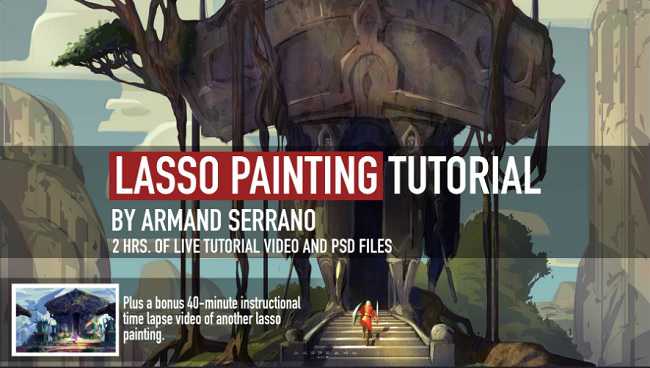 LASSO PAINTING TUTORIAL
BY ARMAND SERRANO
2 HRS. OF LIVE TUTORIAL VIDEO AND PSD FILES
Plus a bonus 40-minute instructional
time lapse video of another lasso
painting.